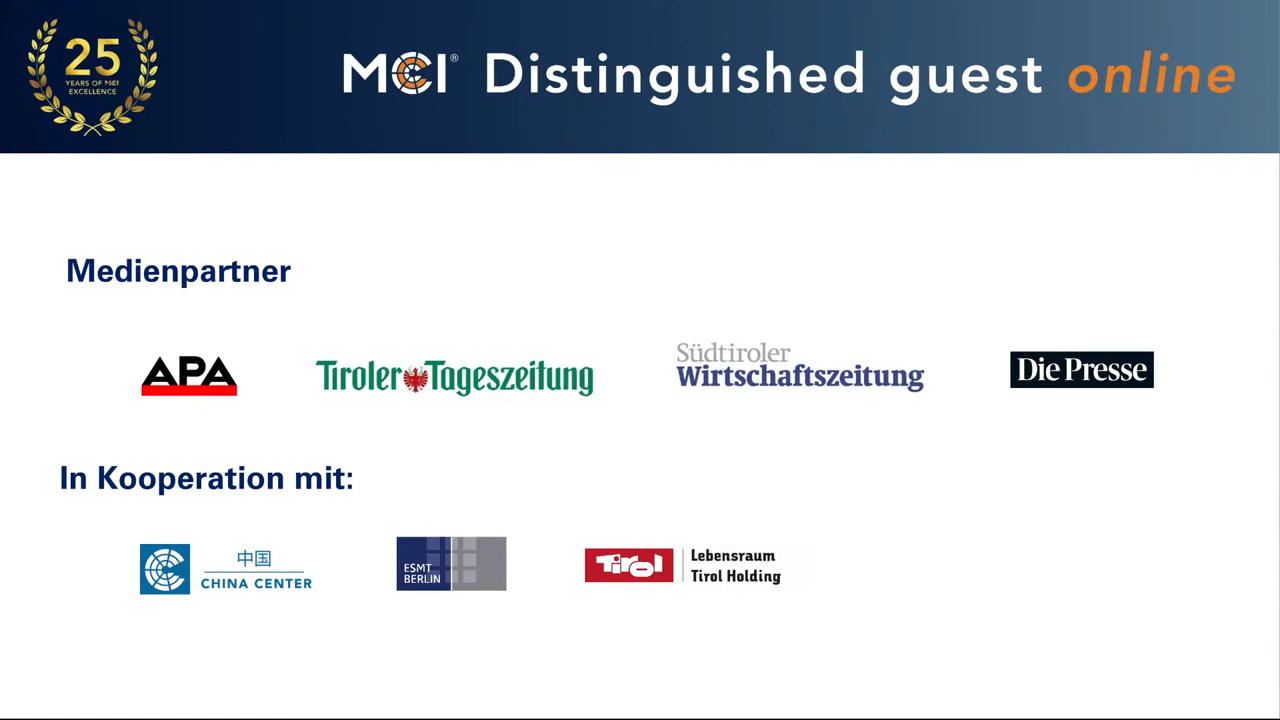 25
YEARS OF MCI
EXCELLENCE
MCI® Distinguished guest online
Medienpartner
APA
Tiroler Tageszeitung
Südtiroler
Wirtschaftszeitung
Die Presse
In Kooperation mit:
中国
CHINA CENTER
ESMT
BERLIN
Tirol
Lebensraum
Tirol Holding